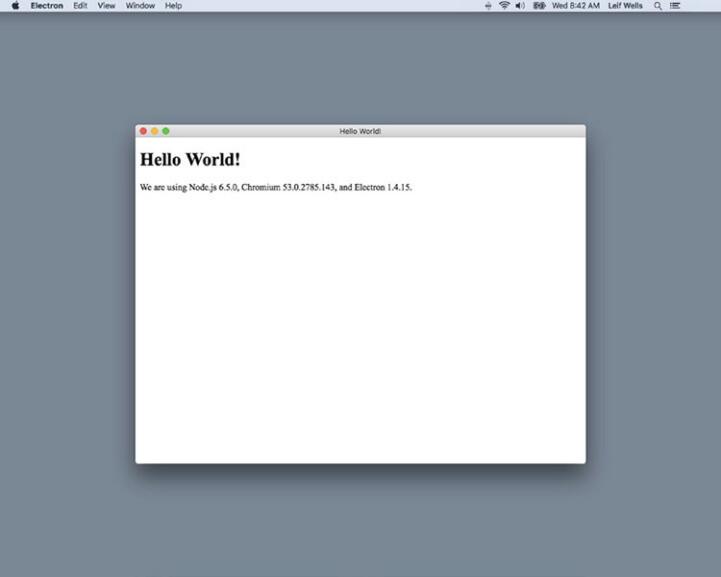 Electron Edit View Window Help Wed 8:42 AM Leif Wells
Hello World!
Hello World!
We are using Node.js 6.5.0, Chromium 53.0.2785.143, and Electron 1.4.15.